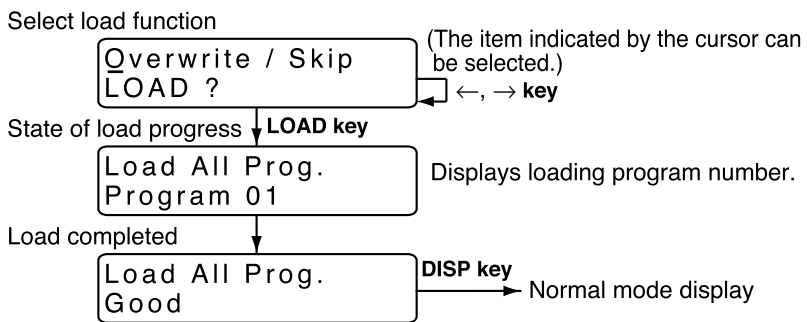 Select load function
Overwrite / Skip
LOAD ?
(The item indicated by the cursor can
be selected.)
←, → key
State of load progress
LOAD key
Load All Prog.
Program 01
Displays loading program number.
Load completed
Load All Prog.
Good
DISP key
Normal mode display